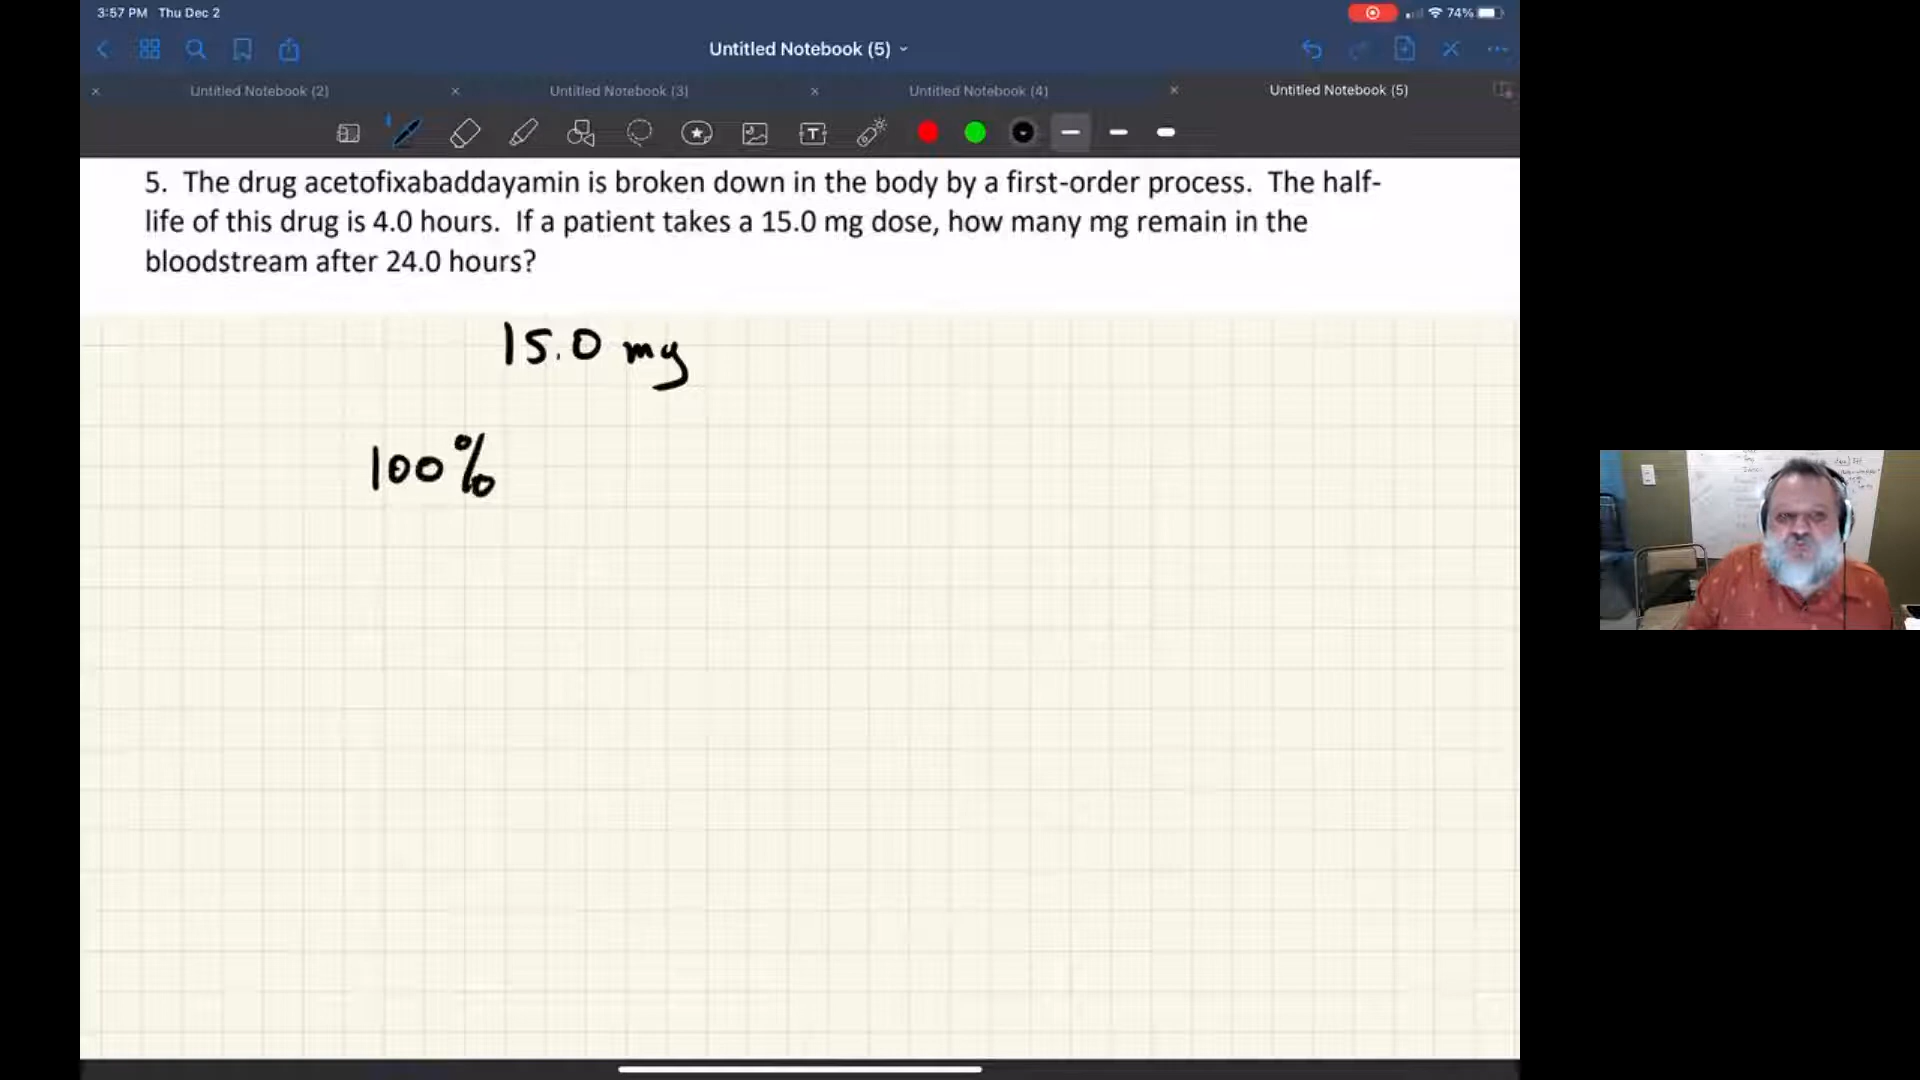 3:57 PM Thu Dec 2
74%
Untitled Notebook (5)
Untitled Notebook (2)
Untitled Notebook (3)
Untitled Notebook (4)
Untitled Notebook (5)
5. The drug acetofixabaddayamin is broken down in the body by a first-order process. The half-
life of this drug is 4.0 hours. If a patient takes a 15.0 mg dose, how many mg remain in the
bloodstream after 24.0 hours?
15.0 mg
100%